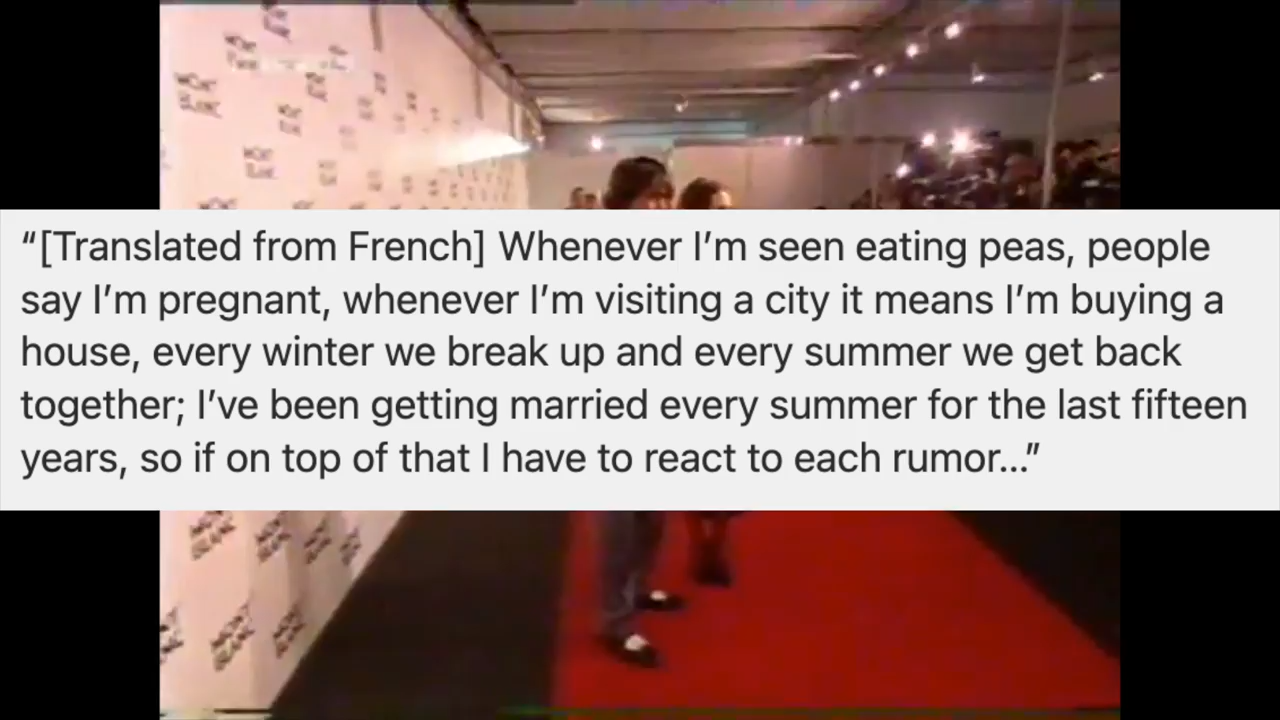 “[Translated from French] Whenever I’m seen eating peas, people
say I’m pregnant, whenever I’m visiting a city it means I’m buying a
house, every winter we break up and every summer we get back
together; I’ve been getting married every summer for the last fifteen
years, so if on top of that I have to react to each rumor...”
MONT
BLANC